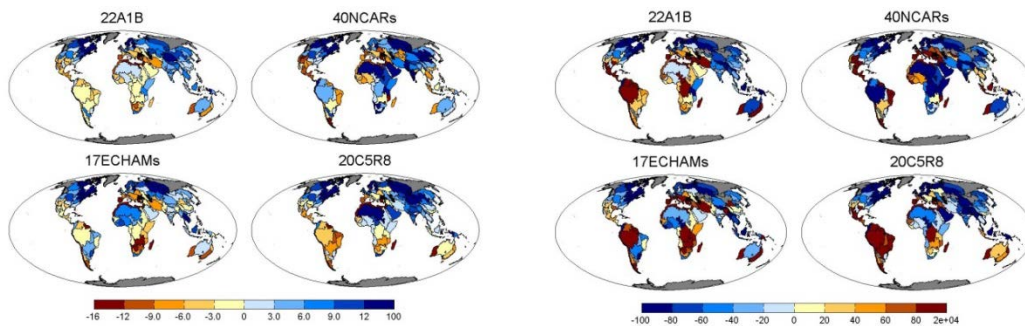 22A1B 40NCARs 22A1B 40NCARs
17ECHAMs 20C5R8 17ECHAMs 20C5R8
-16 -12 -9.0 -6.0 -3.0 0 3.0 6.0 9.0 12 100
-100 -80 -60 -40 -20 0 20 40 60 80 2e+04